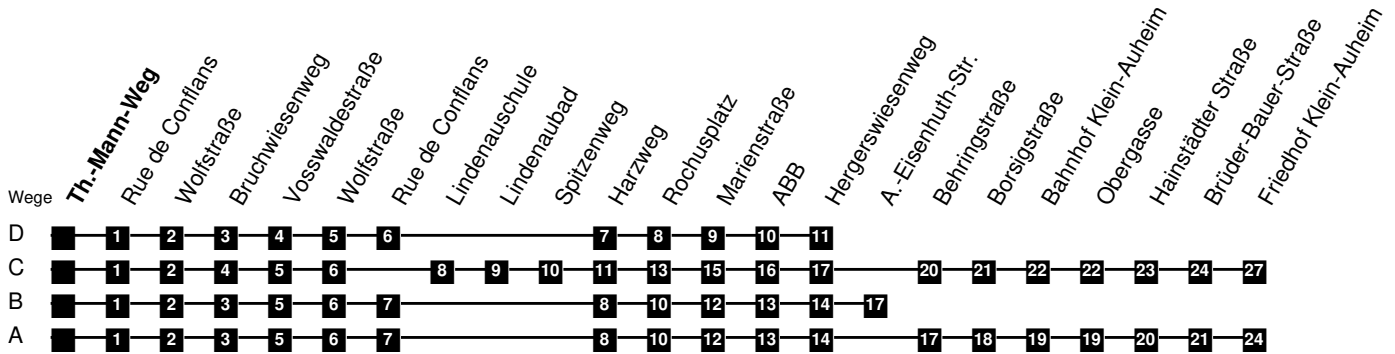 Th.-Mann-Weg
Rue de Conflans
Wolfstraße
Bruchwiesenweg
Vosswaldestraße
Wolfstraße
Rue de Conflans
Lindenauschule
Lindenaubad
Spitzenweg
Harzweg
Rochusplatz
Marienstraße
ABB
Hergerswiesenweg
A.-Eisenhuth-Str.
Behringstraße
Borsigstraße
Bahnhof Klein-Auheim
Obergasse
Hainstädter Straße
Brüder-Bauer-Straße
Friedhof Klein-Auheim
Wege
D 1 2 3 4 5 6 7 8 9 10 11
C 1 2 4 5 6 8 9 10 11 13 15 16 17 20 21 22 22 23 24 27
B 1 2 3 5 6 7 8 10 12 13 14 17
A 1 2 3 5 6 7 8 10 12 13 14 17 18 19 19 20 21 24